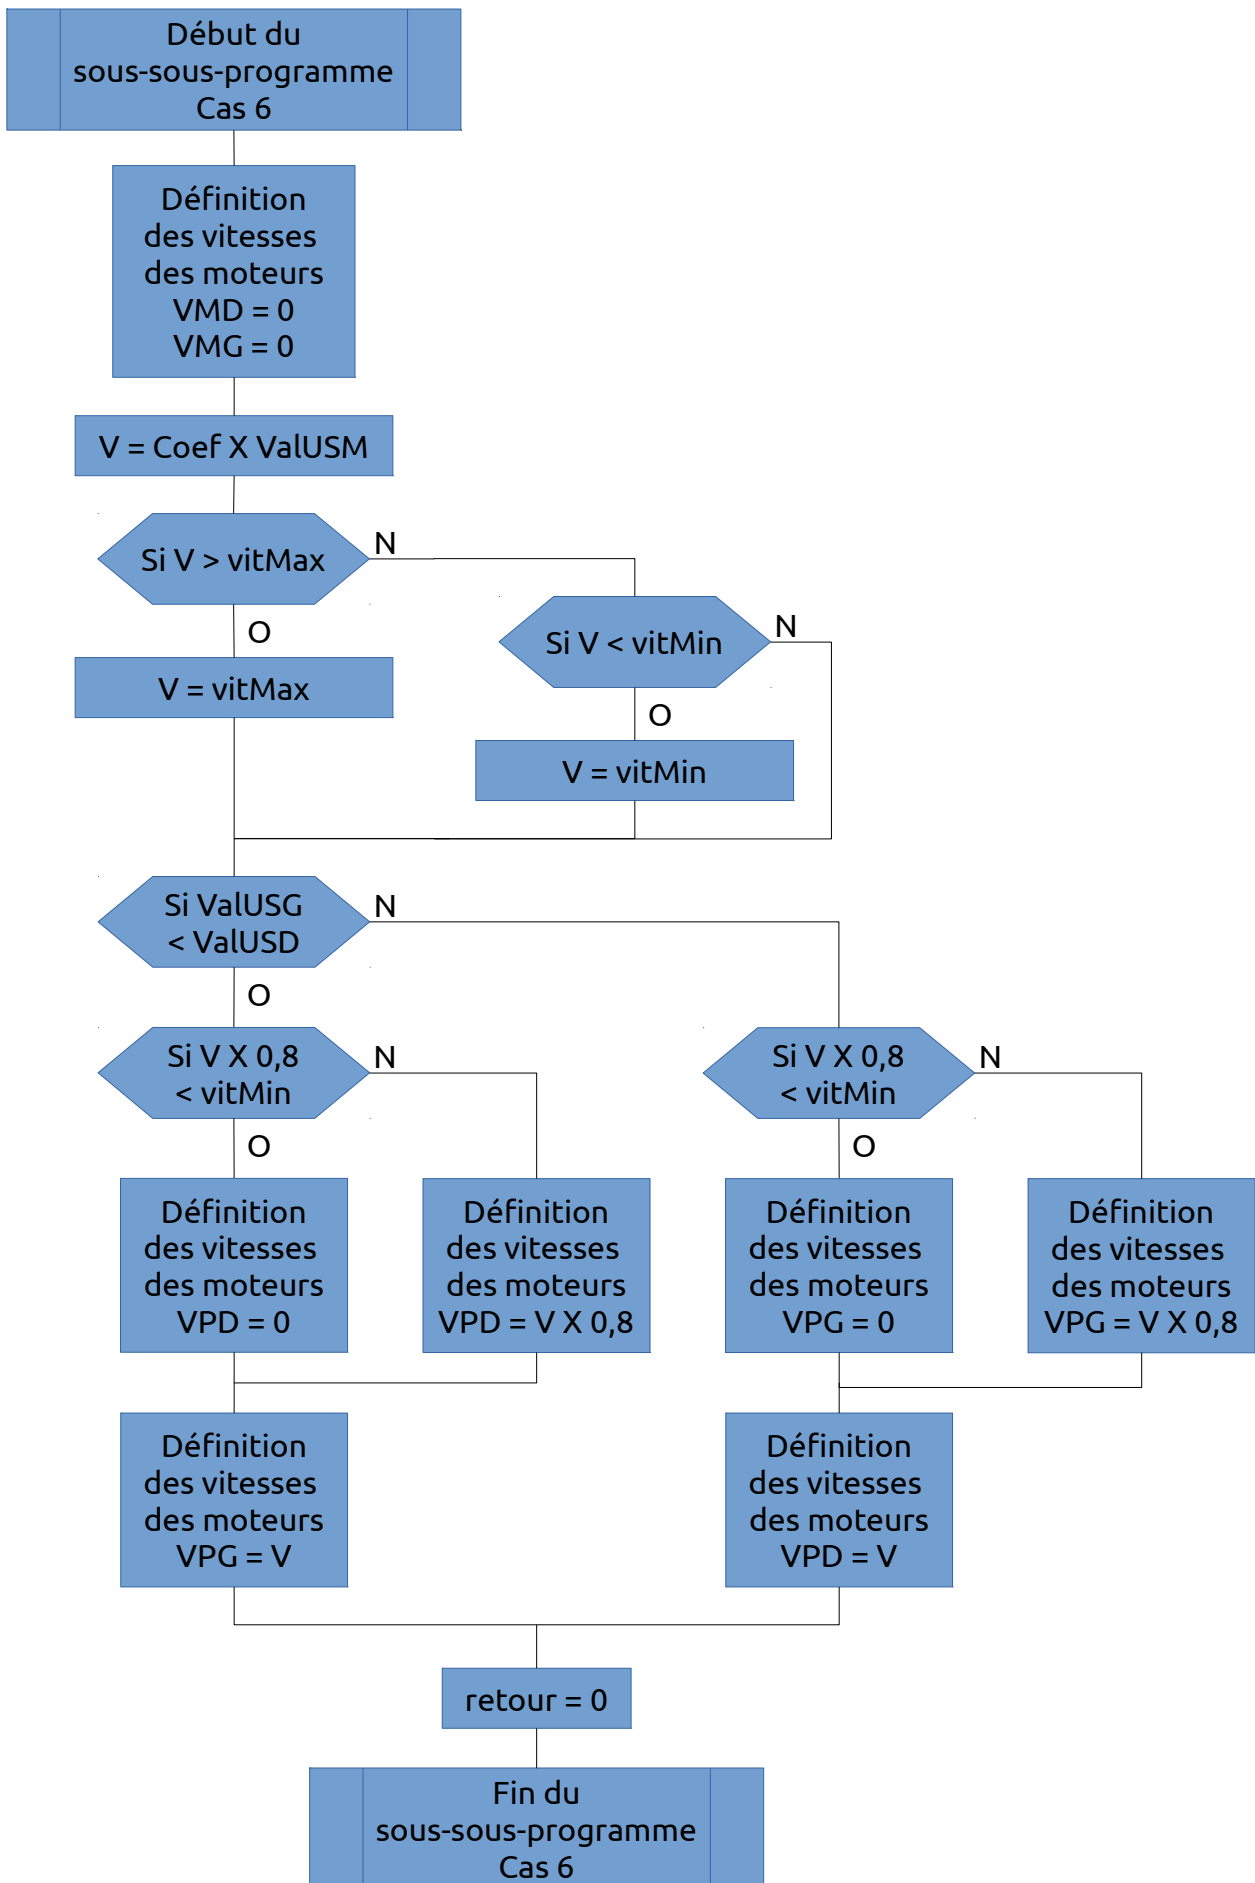 Début du
sous-sous-programme
Cas 6
Définition
des vitesses
des moteurs
VMD = 0
VMG = 0
V = Coef X ValUSM
Si V > vitMax
N
O
V = vitMax
Si V < vitMin
N
O
V = vitMin
Si ValUSG
< ValUSD
N
O
Si V X 0,8
< vitMin
N
O
Définition
des vitesses
des moteurs
VPD = 0
Définition
des vitesses
des moteurs
VPD = V X 0,8
Définition
des vitesses
des moteurs
VPG = V
Si V X 0,8
< vitMin
N
O
Définition
des vitesses
des moteurs
VPG = 0
Définition
des vitesses
des moteurs
VPG = V X 0,8
Définition
des vitesses
des moteurs
VPD = V
retour = 0
Fin du
sous-sous-programme
Cas 6